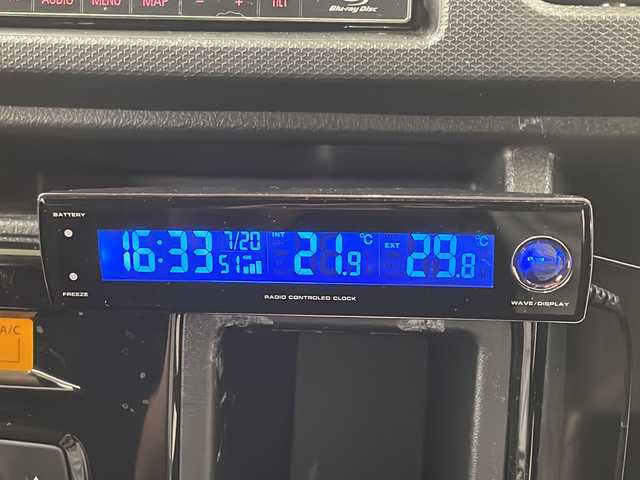 AUDIO MENU MAP − + TILT
Blu-ray Disc
BATTERY
FREEZE
16:33 7/20 51 INT 21.9 °C EXT 29.8 °C
RADIO CONTROLED CLOCK
WAVE/DISPLAY
A/C